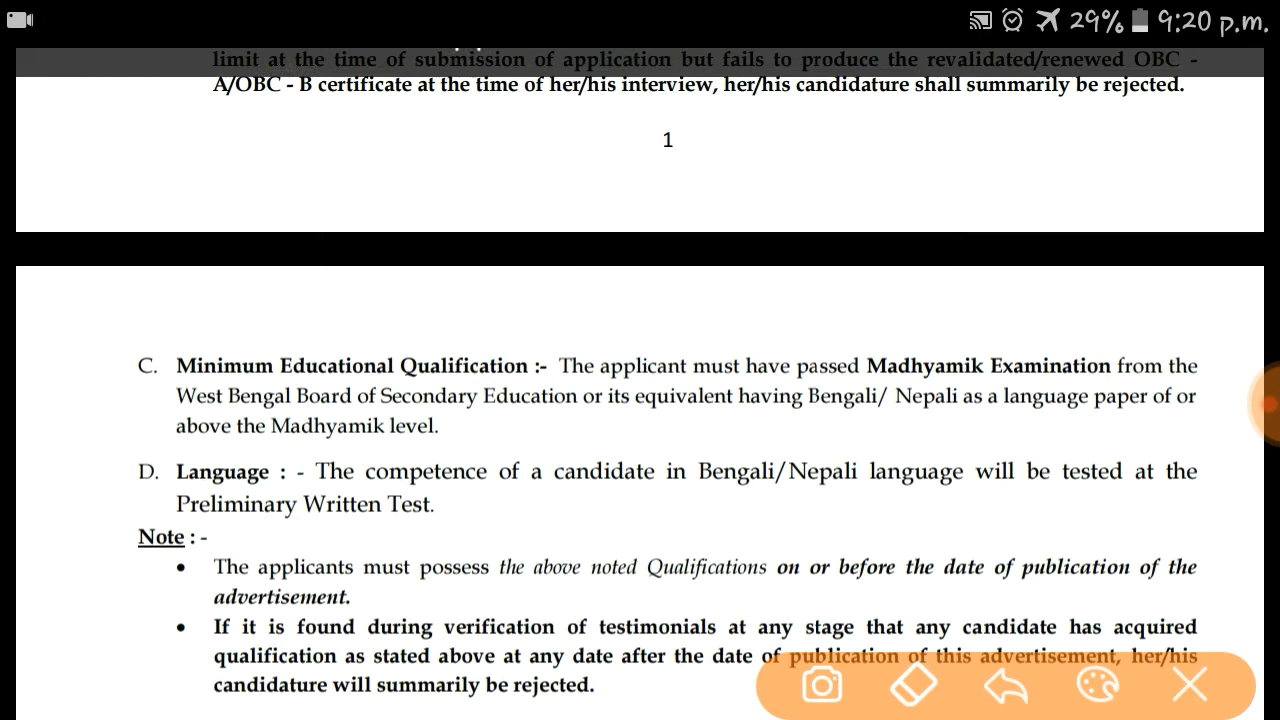 29% 9:20 p.m.
limit at the time of submission of application but fails to produce the revalidated/renewed OBC -
A/OBC - B certificate at the time of her/his interview, her/his candidature shall summarily be rejected.
1
C. Minimum Educational Qualification :- The applicant must have passed Madhyamik Examination from the
West Bengal Board of Secondary Education or its equivalent having Bengali/ Nepali as a language paper of or
above the Madhyamik level.
D. Language : - The competence of a candidate in Bengali/Nepali language will be tested at the
Preliminary Written Test.
Note : -
• The applicants must possess the above noted Qualifications on or before the date of publication of the
advertisement.
• If it is found during verification of testimonials at any stage that any candidate has acquired
qualification as stated above at any date after the date of publication of this advertisement, her/his
candidature will summarily be rejected.